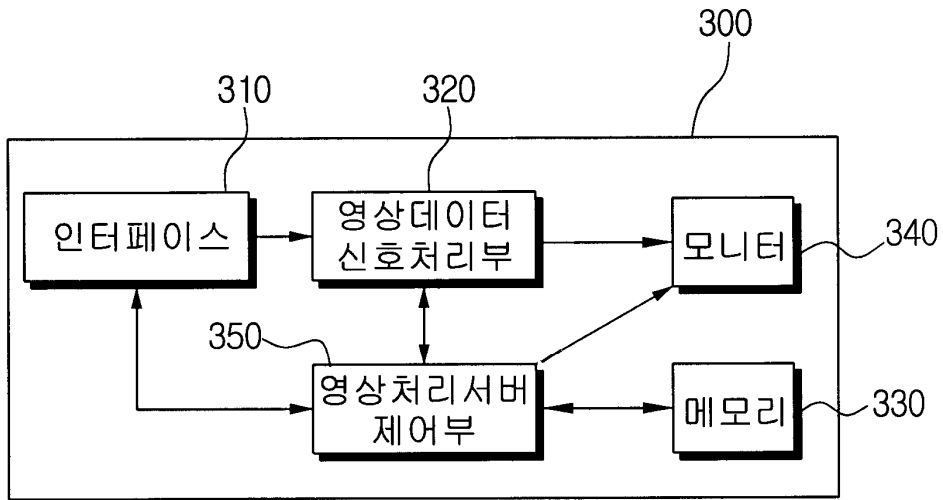 300
310
320
인터페이스
영상데이터
신호처리부
모니터
340
350
영상처리서버
제어부
메모리
330